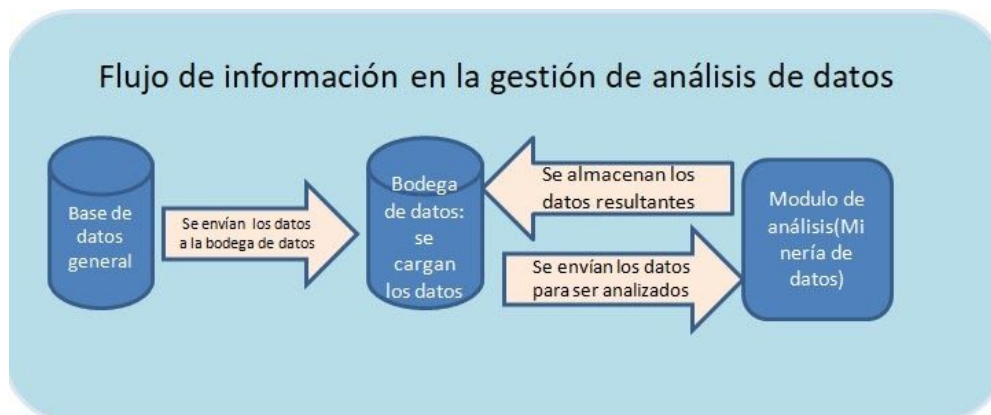 Flujo de información en la gestión de análisis de datos
Base de
datos
general
Se envían los datos
a la bodega de datos
Bodega
de datos:
se
cargan
los datos
Se almacenan los
datos resultantes
Se envían los datos
para ser analizados
Modulo de
análisis(Mi
nería de
datos)